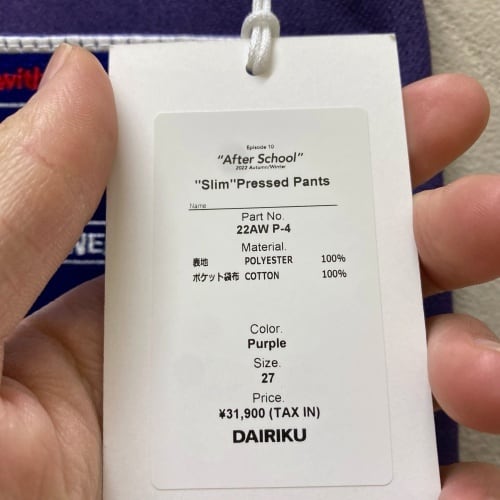 with
WE
Episode 10
"After School"
2022 Autumn/Winter
"Slim"Pressed Pants
Name
Part No.
22AW P-4
Material.
表地 POLYESTER 100%
ポケット袋布 COTTON 100%
Color.
Purple
Size.
27
Price.
¥31,900 (TAX IN)
DAIRIKU